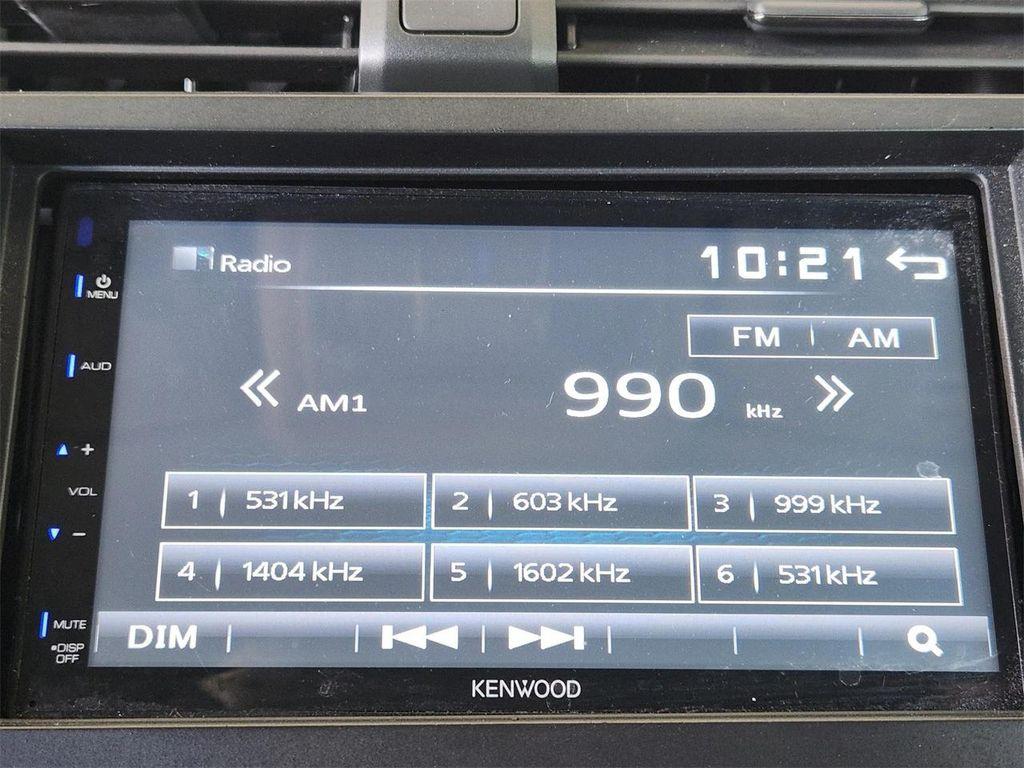 Radio 10:21
MENU
FM | AM
AUD
AM1 990 kHz
+
VOL
−
1 | 531 kHz 2 | 603 kHz 3 | 999 kHz
4 | 1404 kHz 5 | 1602 kHz 6 | 531 kHz
MUTE
•DISP
OFF
DIM
KENWOOD